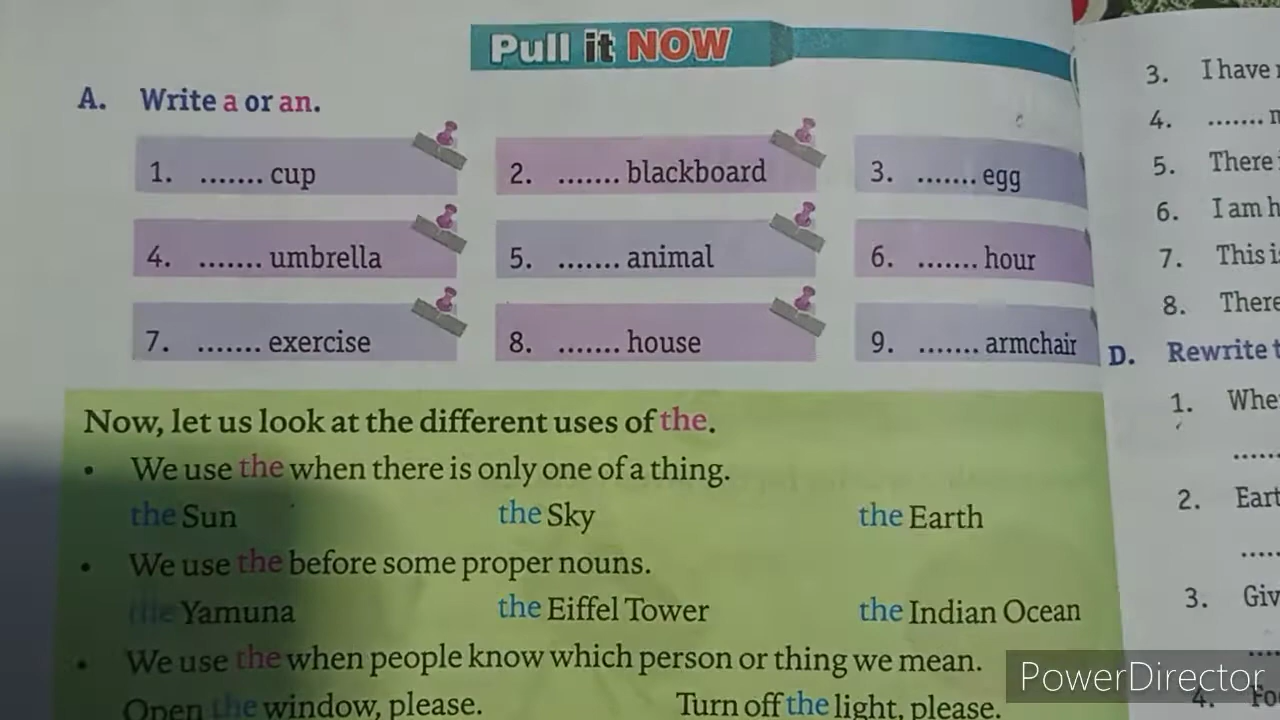 Pull it NOW
A. Write a or an.
1. ....... cup 2. ....... blackboard 3. ....... egg
4. ....... umbrella 5. ....... animal 6. ....... hour
7. ....... exercise 8. ....... house 9. ....... armchair
Now, let us look at the different uses of the.
• We use the when there is only one of a thing.
the Sun the Sky the Earth
• We use the before some proper nouns.
the Yamuna the Eiffel Tower the Indian Ocean
• We use the when people know which person or thing we mean.
Open the window, please. Turn off the light, please.
3. I have
4. .......
5. There
6. I am
7. This
8. There
D. Rewrite
1.
.....
2.
....
3.
....
4.
PowerDirector